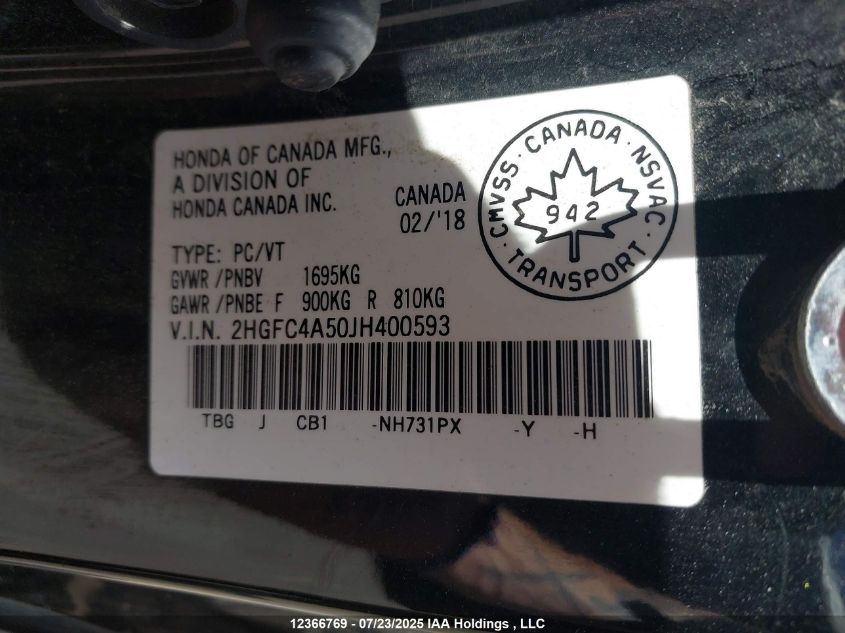 HONDA OF CANADA MFG.,
A DIVISION OF
HONDA CANADA INC.
CANADA
02/'18
TYPE: PC/VT
GVWR/PNBV 1695KG
GAWR/PNBE F 900KG R 810KG
V.I.N. 2HGFC4A50JH400593
TBG J CB1 -NH731PX -Y -H
CMVSS · CANADA · NSVAC · TRANSPORT ·
942
12366769 - 07/23/2025 IAA Holdings , LLC